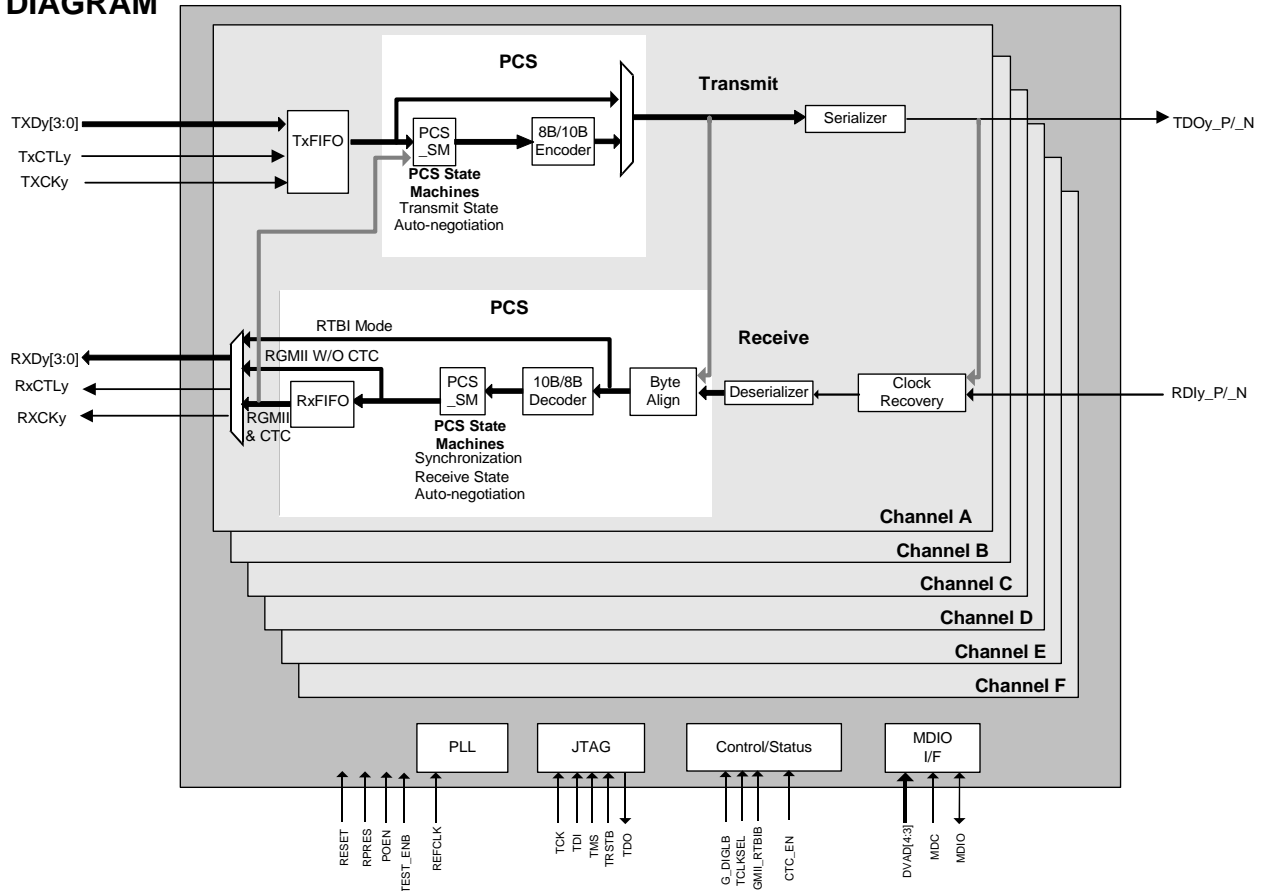 DIAGRAM
PCS
Transmit
TXDy[3:0]
TxCTLy
TXCKy
TxFIFO
PCS
_SM
8B/10B
Encoder
Serializer
TDOy_P/_N
PCS State
Machines
Transmit State
Auto-negotiation
PCS
RTBI Mode
Receive
RXDy[3:0]
RxCTLy
RXCKy
RGMII W/O CTC
RxFIFO
RGMII
& CTC
PCS
_SM
10B/8B
Decoder
Byte
Align
Deserializer
Clock
Recovery
RDIy_P/_N
PCS State
Machines
Synchronization
Receive State
Auto-negotiation
Channel A
Channel B
Channel C
Channel D
Channel E
Channel F
PLL
JTAG
Control/Status
MDIO
I/F
RESET
RPRES
POEN
TEST_ENB
REFCLK
TCK
TDI
TMS
TRSTB
TDO
G_DIGLB
TCLKSEL
GMII_RTBIB
CTC_EN
DVAD[4:3]
MDC
MDIO